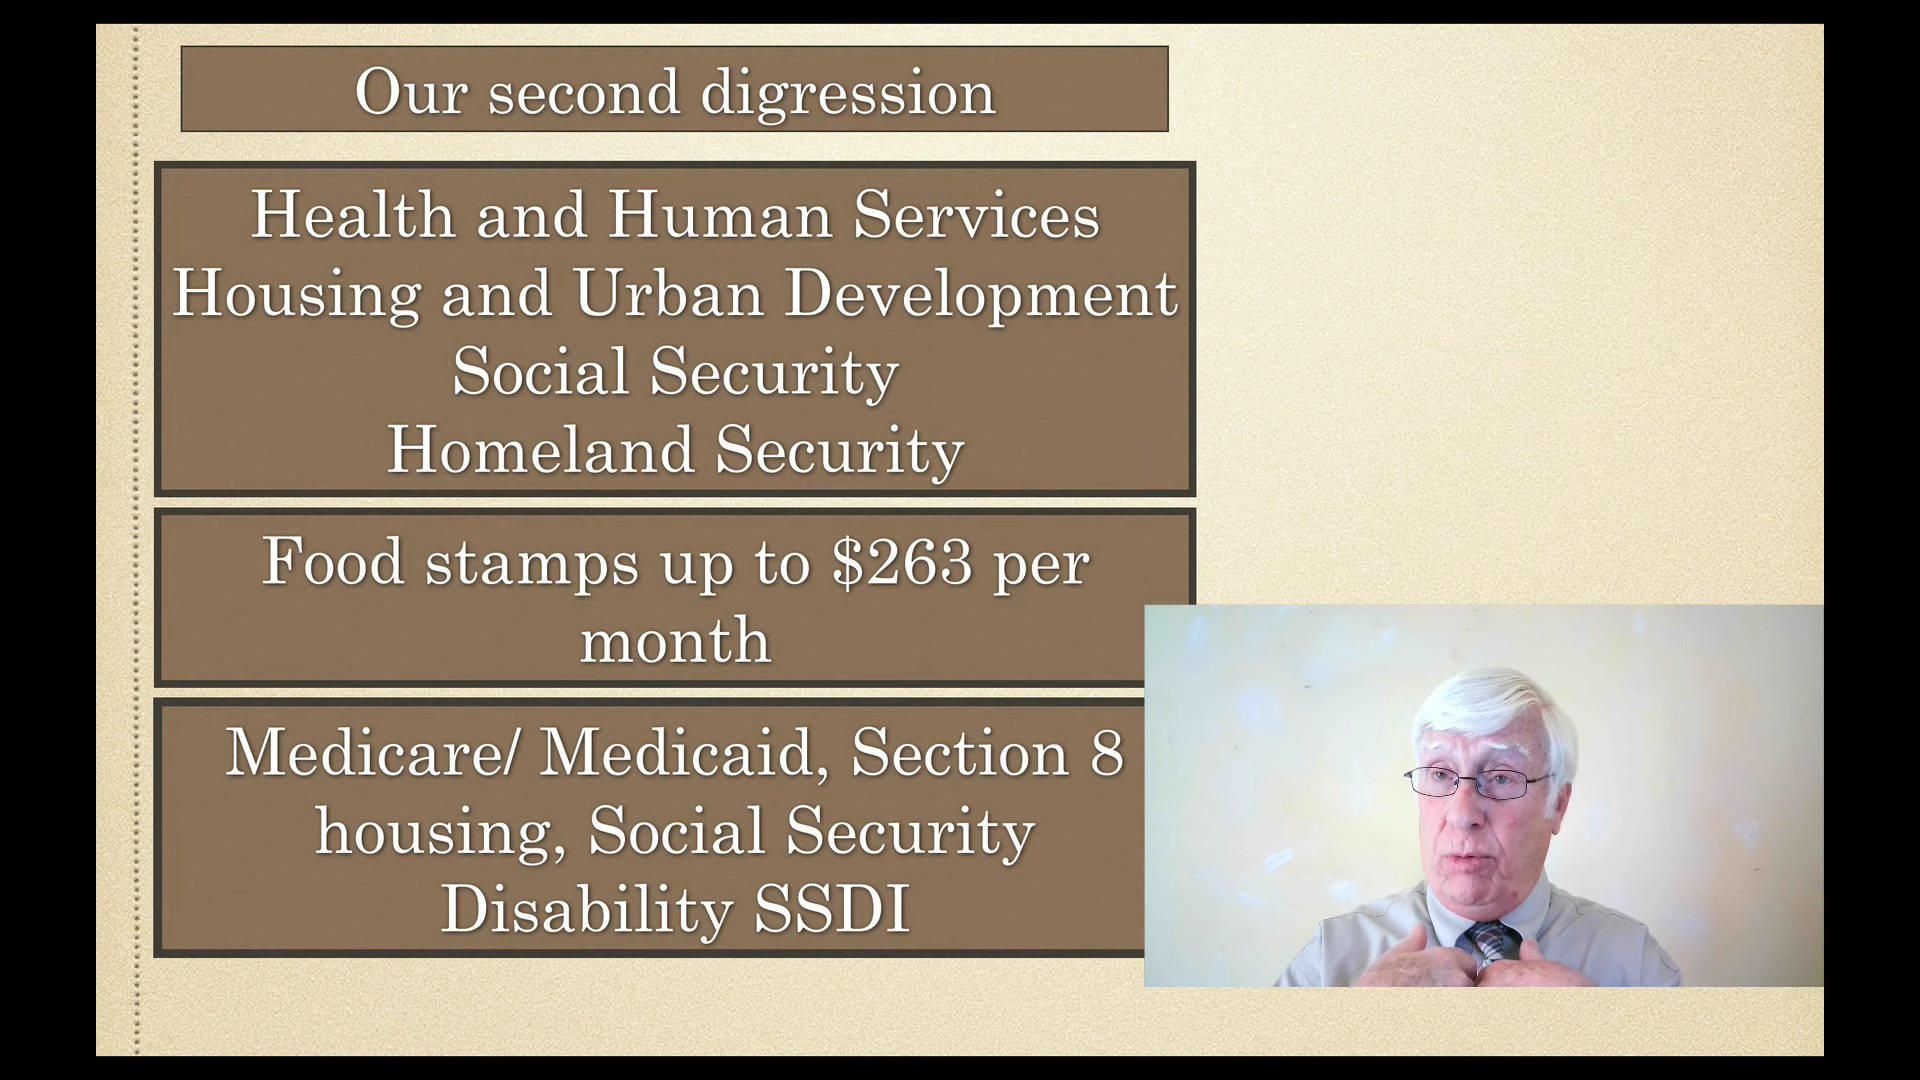 Our second digression
Health and Human Services
Housing and Urban Development
Social Security
Homeland Security
Food stamps up to $263 per
month
Medicare/ Medicaid, Section 8
housing, Social Security
Disability SSDI